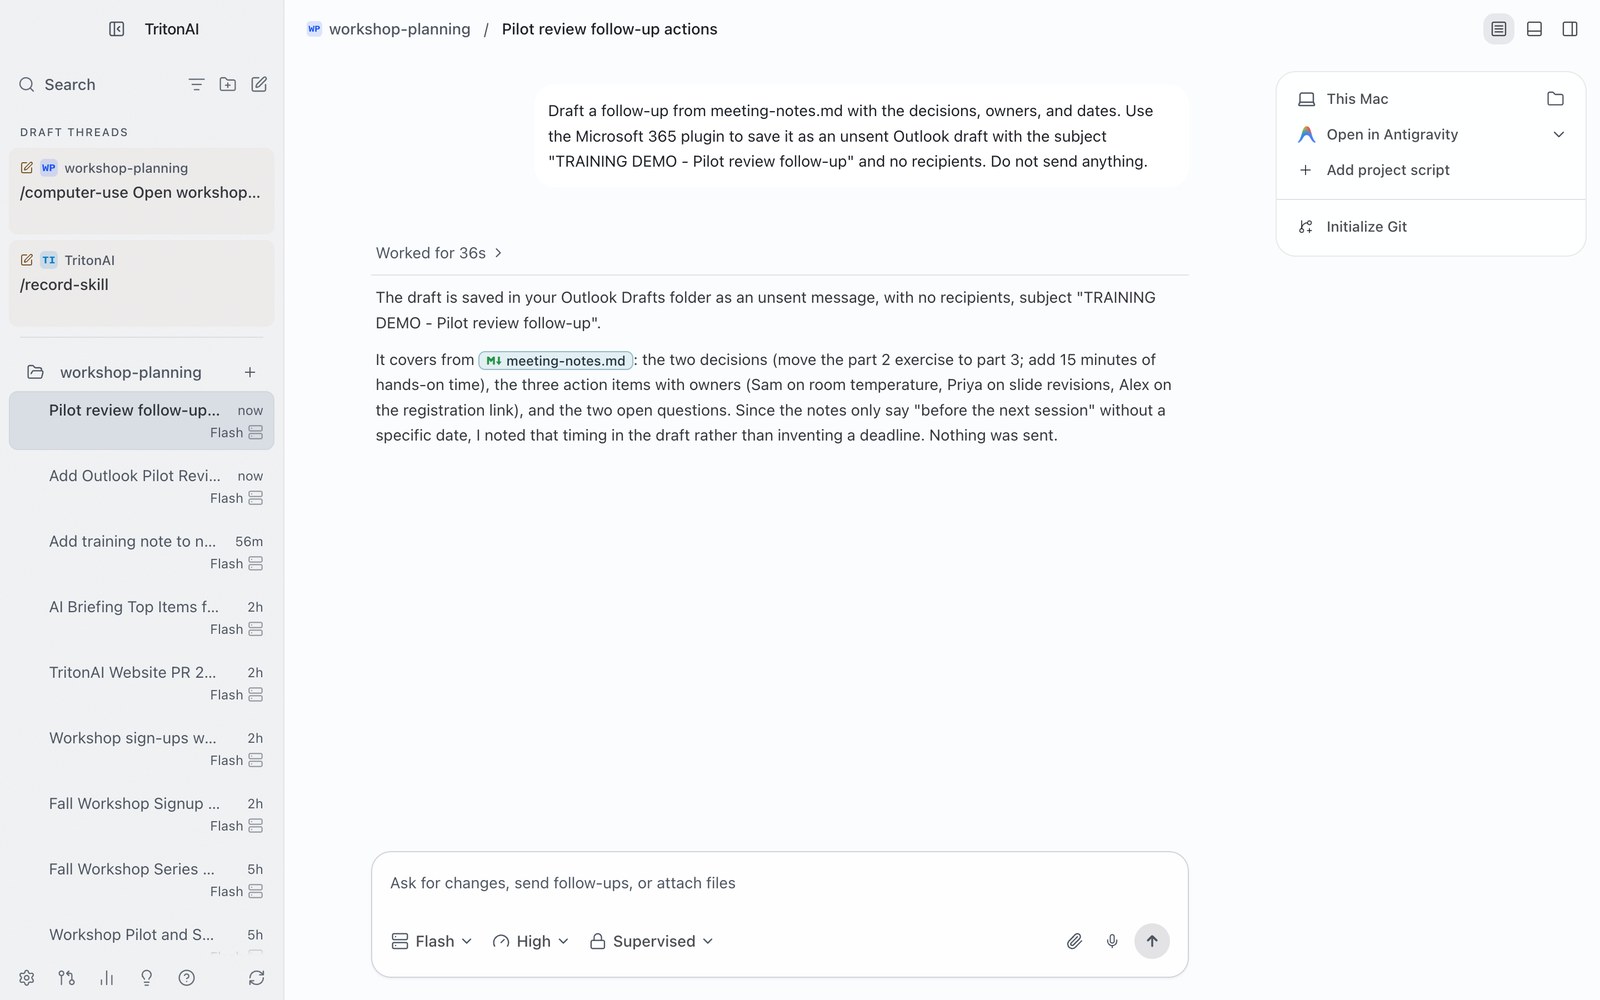 TritonAI
Search
DRAFT THREADS
WP workshop-planning
/computer-use Open workshop...
TI TritonAI
/record-skill
workshop-planning
Pilot review follow-up... now
Flash
Add Outlook Pilot Revi... now
Flash
Add training note to n... 56m
Flash
AI Briefing Top Items f... 2h
Flash
TritonAI Website PR 2... 2h
Flash
Workshop sign-ups w... 2h
Flash
Fall Workshop Signup ... 2h
Flash
Fall Workshop Series ... 5h
Flash
Workshop Pilot and S... 5h
WP workshop-planning / Pilot review follow-up actions
Draft a follow-up from meeting-notes.md with the decisions, owners, and dates. Use
the Microsoft 365 plugin to save it as an unsent Outlook draft with the subject
"TRAINING DEMO - Pilot review follow-up" and no recipients. Do not send anything.
Worked for 36s
The draft is saved in your Outlook Drafts folder as an unsent message, with no recipients, subject "TRAINING
DEMO - Pilot review follow-up".
It covers from M↓ meeting-notes.md: the two decisions (move the part 2 exercise to part 3; add 15 minutes of
hands-on time), the three action items with owners (Sam on room temperature, Priya on slide revisions, Alex on
the registration link), and the two open questions. Since the notes only say "before the next session" without a
specific date, I noted that timing in the draft rather than inventing a deadline. Nothing was sent.
Ask for changes, send follow-ups, or attach files
Flash High Supervised
This Mac
Open in Antigravity
Add project script
Initialize Git